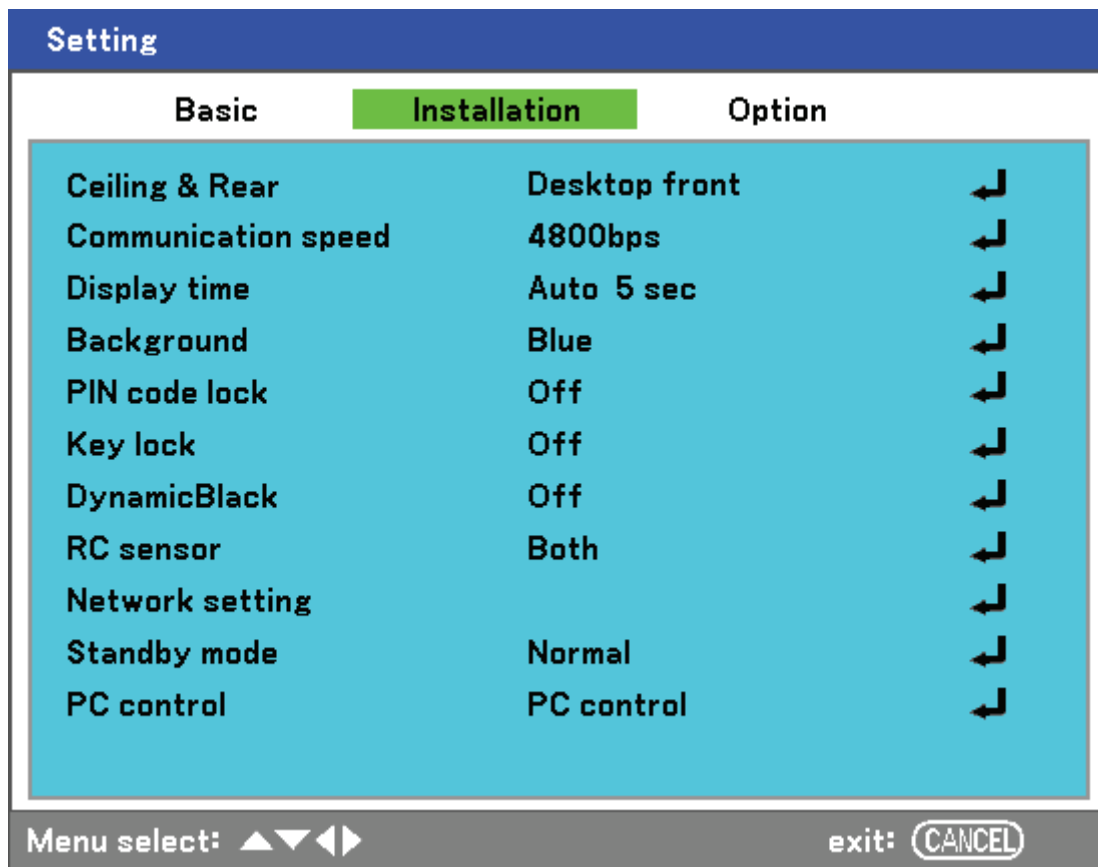 Setting
Basic Installation Option
Ceiling & Rear Desktop front
Communication speed 4800bps
Display time Auto 5 sec
Background Blue
PIN code lock Off
Key lock Off
DynamicBlack Off
RC sensor Both
Network setting
Standby mode Normal
PC control PC control
Menu select: exit: CANCEL